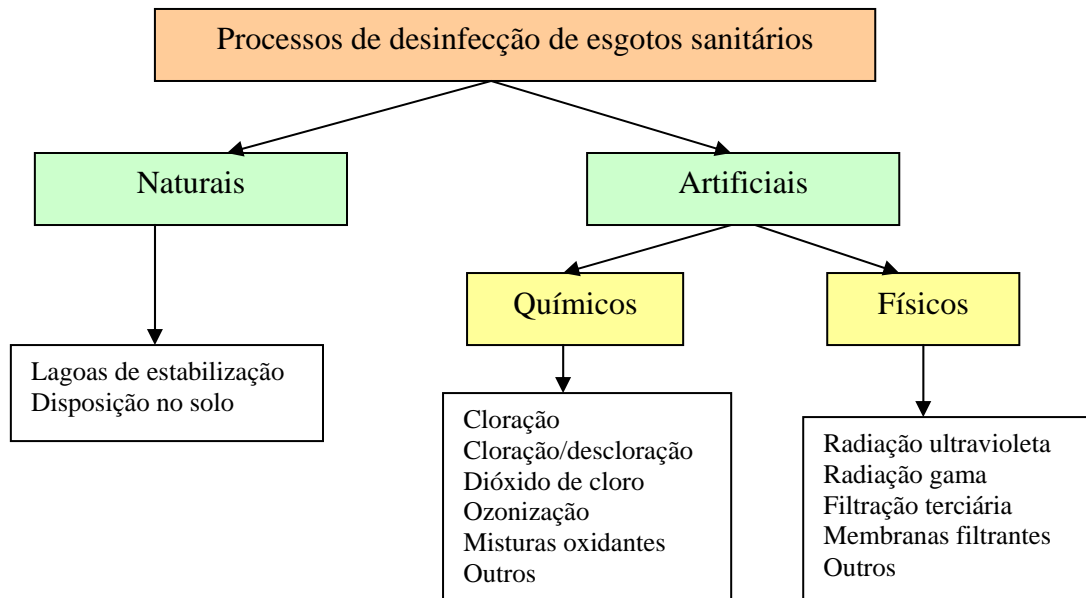 Processos de desinfecção de esgotos sanitários
Naturais
Artificiais
Químicos
Físicos
Lagoas de estabilização
Disposição no solo
Cloração
Cloração/descloração
Dióxido de cloro
Ozonização
Misturas oxidantes
Outros
Radiação ultravioleta
Radiação gama
Filtração terciária
Membranas filtrantes
Outros